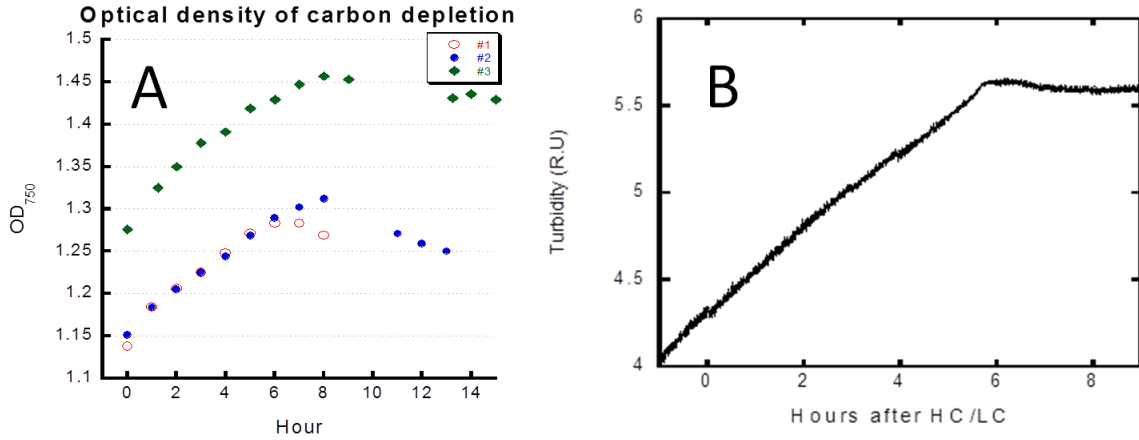 Optical density of carbon depletion
A
#1
#2
#3
1.5
1.45
1.4
1.35
1.3
1.25
1.2
1.15
1.1
OD750
0 2 4 6 8 10 12 14
Hour
B
6
5.5
5
4.5
4
Turbidity (R.U)
0 2 4 6 8
Hours after HC/LC